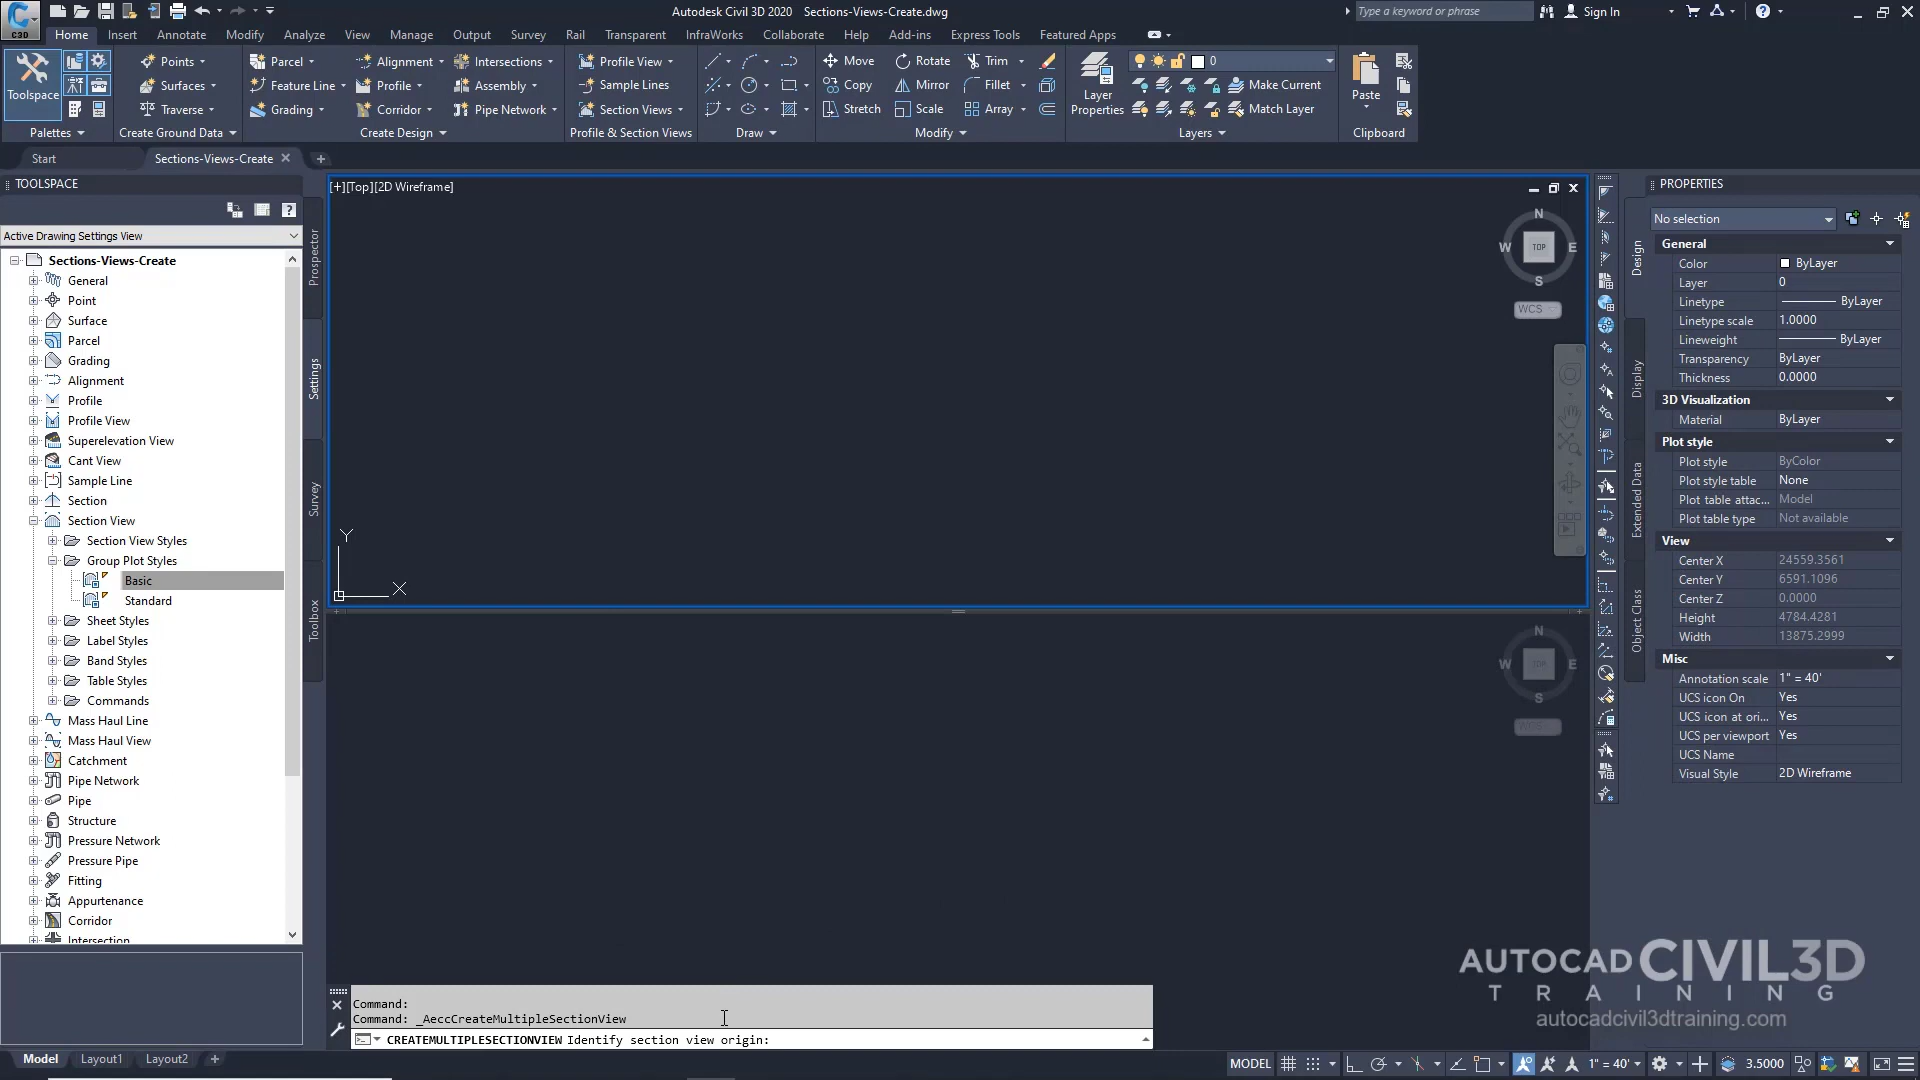 C3D
Autodesk Civil 3D 2020 Sections-Views-Create.dwg
Type a keyword or phrase
Sign In
Home Insert Annotate Modify Analyze View Manage Output Survey Rail Transparent InfraWorks Collaborate Help Add-ins Express Tools Featured Apps
Toolspace
Points
Surfaces
Traverse
Parcel
Feature Line
Grading
Alignment
Profile
Corridor
Intersections
Assembly
Pipe Network
Profile View
Sample Lines
Section Views
Move Rotate Trim
Copy Mirror Fillet
Stretch Scale Array
Layer
Properties
0
Make Current
Match Layer
Paste
Palettes Create Ground Data Create Design Profile & Section Views Draw Modify Layers Clipboard
Start Sections-Views-Create
TOOLSPACE
Active Drawing Settings View
Sections-Views-Create
General
Point
Surface
Parcel
Grading
Alignment
Profile
Profile View
Superelevation View
Cant View
Sample Line
Section
Section View
Section View Styles
Group Plot Styles
Basic
Standard
Sheet Styles
Label Styles
Band Styles
Table Styles
Commands
Mass Haul Line
Mass Haul View
Catchment
Pipe Network
Pipe
Structure
Pressure Network
Pressure Pipe
Fitting
Appurtenance
Corridor
Intersection
Prospector
Settings
Survey
Toolbox
[+][Top][2D Wireframe]
N
W TOP E
S
WCS
Y
X
N
W TOP E
S
WCS
Command:
Command: _AeccCreateMultipleSectionView
CREATEMULTIPLESECTIONVIEW Identify section view origin:
PROPERTIES
No selection
Design
Display
Extended Data
Object Class
General
Color ByLayer
Layer 0
Linetype ByLayer
Linetype scale 1.0000
Lineweight ByLayer
Transparency ByLayer
Thickness 0.0000
3D Visualization
Material ByLayer
Plot style
Plot style ByColor
Plot style table None
Plot table attac... Model
Plot table type Not available
View
Center X 24559.3561
Center Y 6591.1096
Center Z 0.0000
Height 4784.4281
Width 13875.2999
Misc
Annotation scale 1" = 40'
UCS icon On Yes
UCS icon at ori... Yes
UCS per viewport Yes
UCS Name
Visual Style 2D Wireframe
AUTOCAD CIVIL3D
TRAINING
autocadcivil3dtraining.com
Model Layout1 Layout2
MODEL 1" = 40' 3.5000